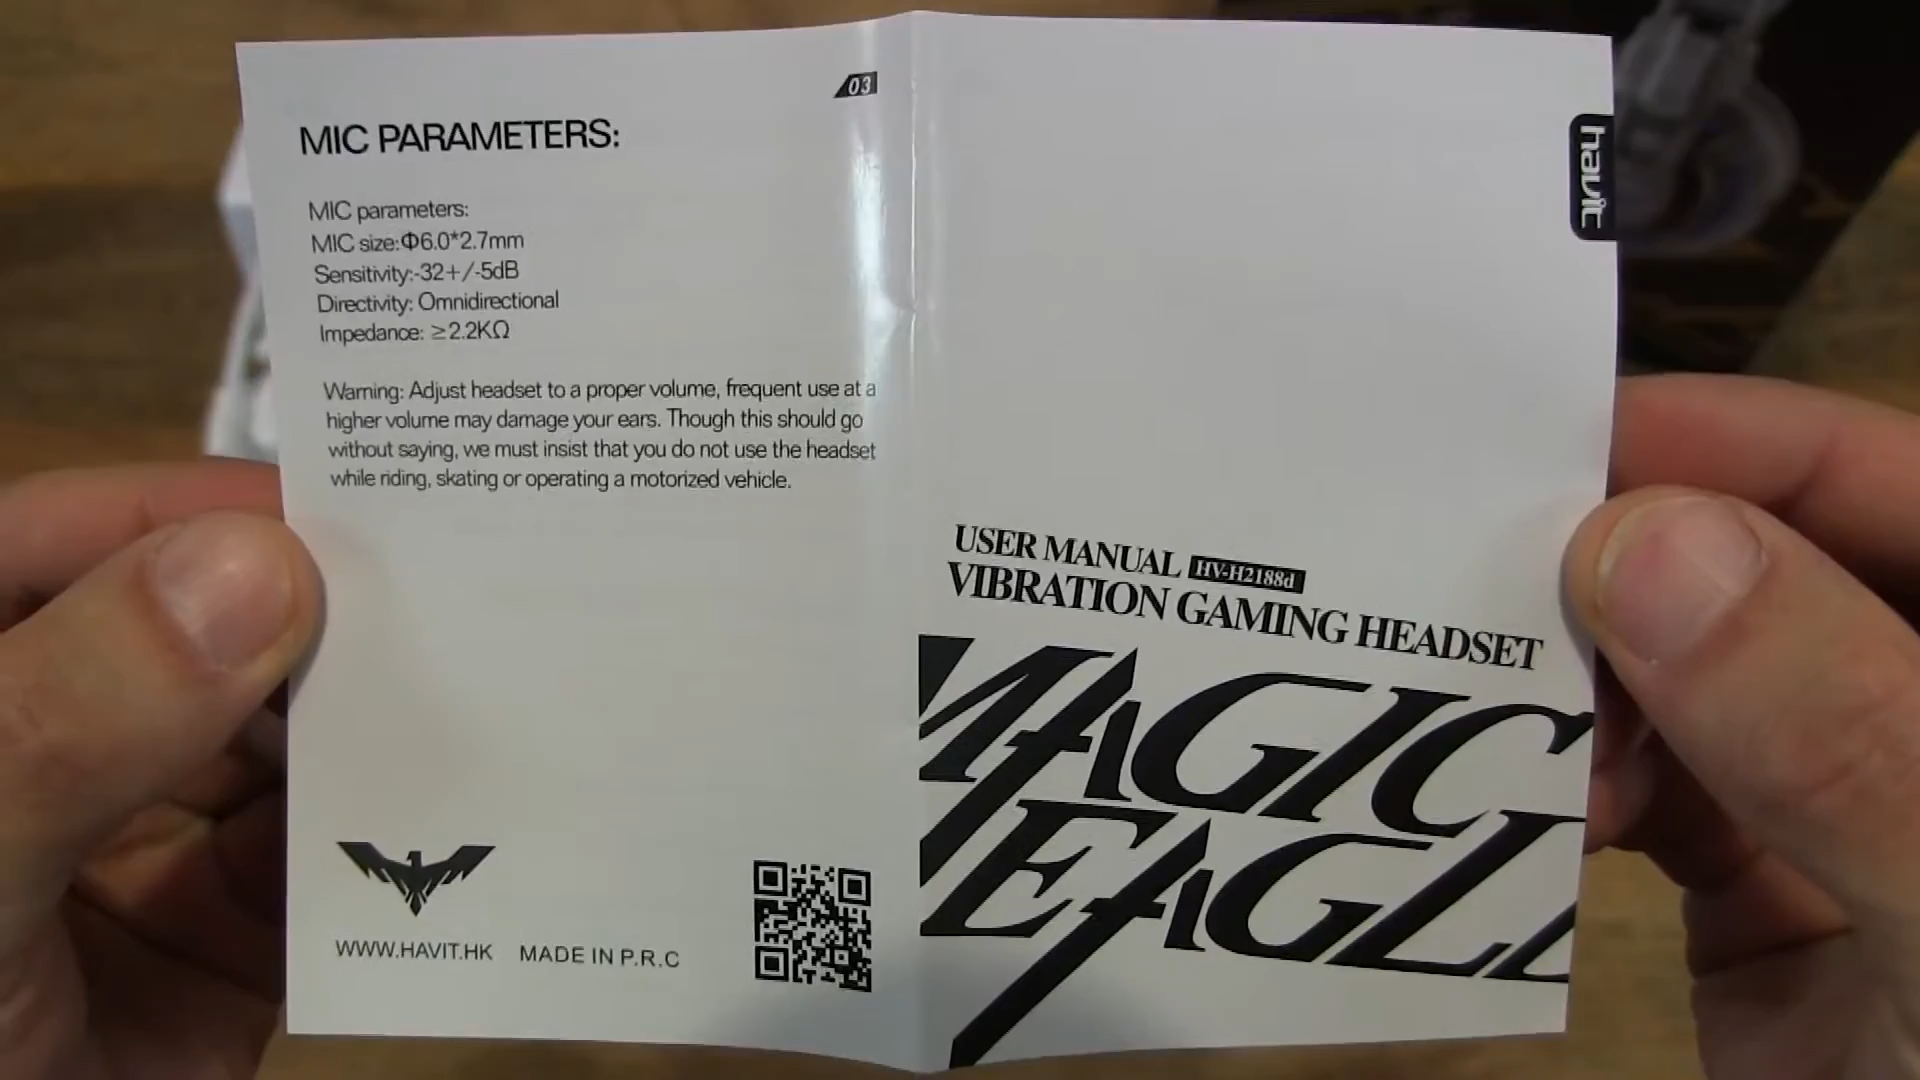 03
MIC PARAMETERS:
MIC parameters:
MIC size:Φ6.0*2.7mm
Sensitivity:-32+/-5dB
Directivity: Omnidirectional
Impedance: ≥2.2KΩ
Warning: Adjust headset to a proper volume, frequent use at a
higher volume may damage your ears. Though this should go
without saying, we must insist that you do not use the headset
while riding, skating or operating a motorized vehicle.
WWW.HAVIT.HK MADE IN P.R.C
havit
USER MANUAL HV-H2188d
VIBRATION GAMING HEADSET
MAGIC
EAGLE